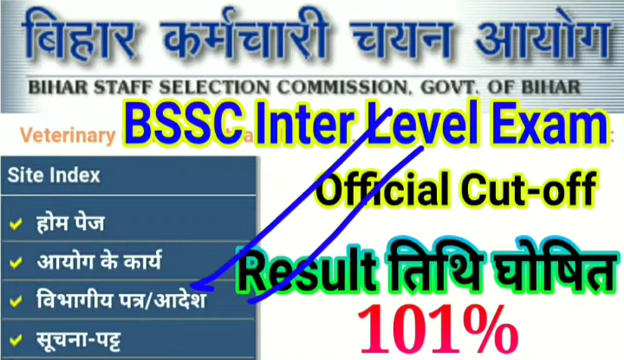 बिहार कर्मचारी चयन आयोग
BIHAR STAFF SELECTION COMMISSION, GOVT. OF BIHAR
Veterinary BSSC Inter Level Exam
Site Index
Official Cut-off
होम पेज
आयोग के कार्य
Result तिथि घोषित
विभागीय पत्र/आदेश
101%
सूचना-पट्ट